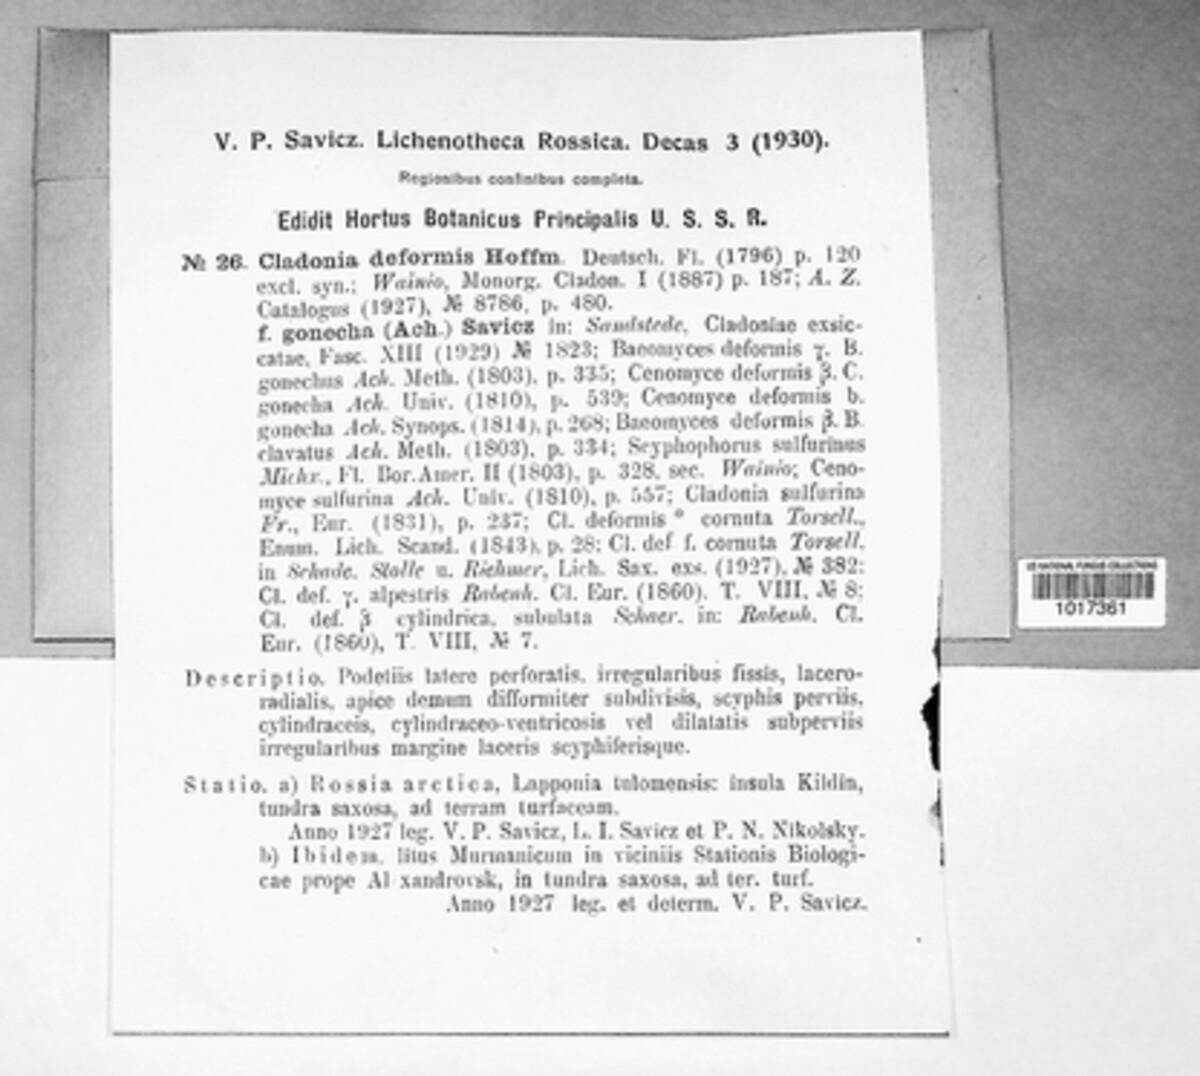 V. P. Savicz. Lichenotheca Rossica. Decas 3 (1930).
Regionibus confinibus completa.
Edidit Hortus Botanicus Principalis U. S. S. R.
№ 26. Cladonia deformis Hoffm. Deutsch. Fl. (1796) p. 120
excl. syn.; Wainio, Monogr. Cladon. I (1887) p. 187; A. Z.
Catalogus (1927), № 8786, p. 480.
f. gonecha (Ach.) Savicz in: Sandstede, Cladoniae exsic-
catae, Fasc. XIII (1929) № 1823; Baeomyces deformis γ. B.
gonechus Ach. Meth. (1803), p. 335; Cenomyce deformis β. C.
gonecha Ach. Univ. (1810), p. 539; Cenomyce deformis b.
gonecha Ach. Synops. (1814), p. 268; Baeomyces deformis β. B.
clavatus Ach. Meth. (1803), p. 334; Scyphophorus sulfurinus
Michx., Fl. Bor. Amer. II (1803), p. 328, sec. Wainio; Ceno-
myce sulfurina Ach. Univ. (1810), p. 557; Cladonia sulfurina
Fr., Eur. (1831), p. 237; Cl. deformis * cornuta Torsell.,
Enum. Lich. Scand. (1843), p. 28; Cl. def f. cornuta Torsell.
in Schade, Stolle u. Riehmer, Lich. Sax. exs. (1927), № 382;
Cl. def. γ. alpestris Rabenh. Cl. Eur. (1860). T. VIII, № 8;
Cl. def. β cylindrica, subulata Schaer. in: Rabenh. Cl.
Eur. (1860), T. VIII, № 7.
Descriptio. Podetiis latere perforatis, irregularibus fissis, lacero-
radialis, apice demum difformiter subdivisis, scyphis perviis,
cylindraceis, cylindraceo-ventricosis vel dilatatis subperviis
irregularibus margine laceris scyphiferisque.
Statio. a) Rossia arctica, Lapponia tulomensis: insula Kildin,
tundra saxosa, ad terram turfaceam.
Anno 1927 leg. V. P. Savicz, L. I. Savicz et P. N. Nikolsky.
b) Ibidem, litus Murmanicum in viciniis Stationis Biologi-
cae prope Al xandrovsk, in tundra saxosa, ad ter. turf.
Anno 1927 leg. et determ. V. P. Savicz.
US NATIONAL FUNGUS COLLECTIONS
1017361